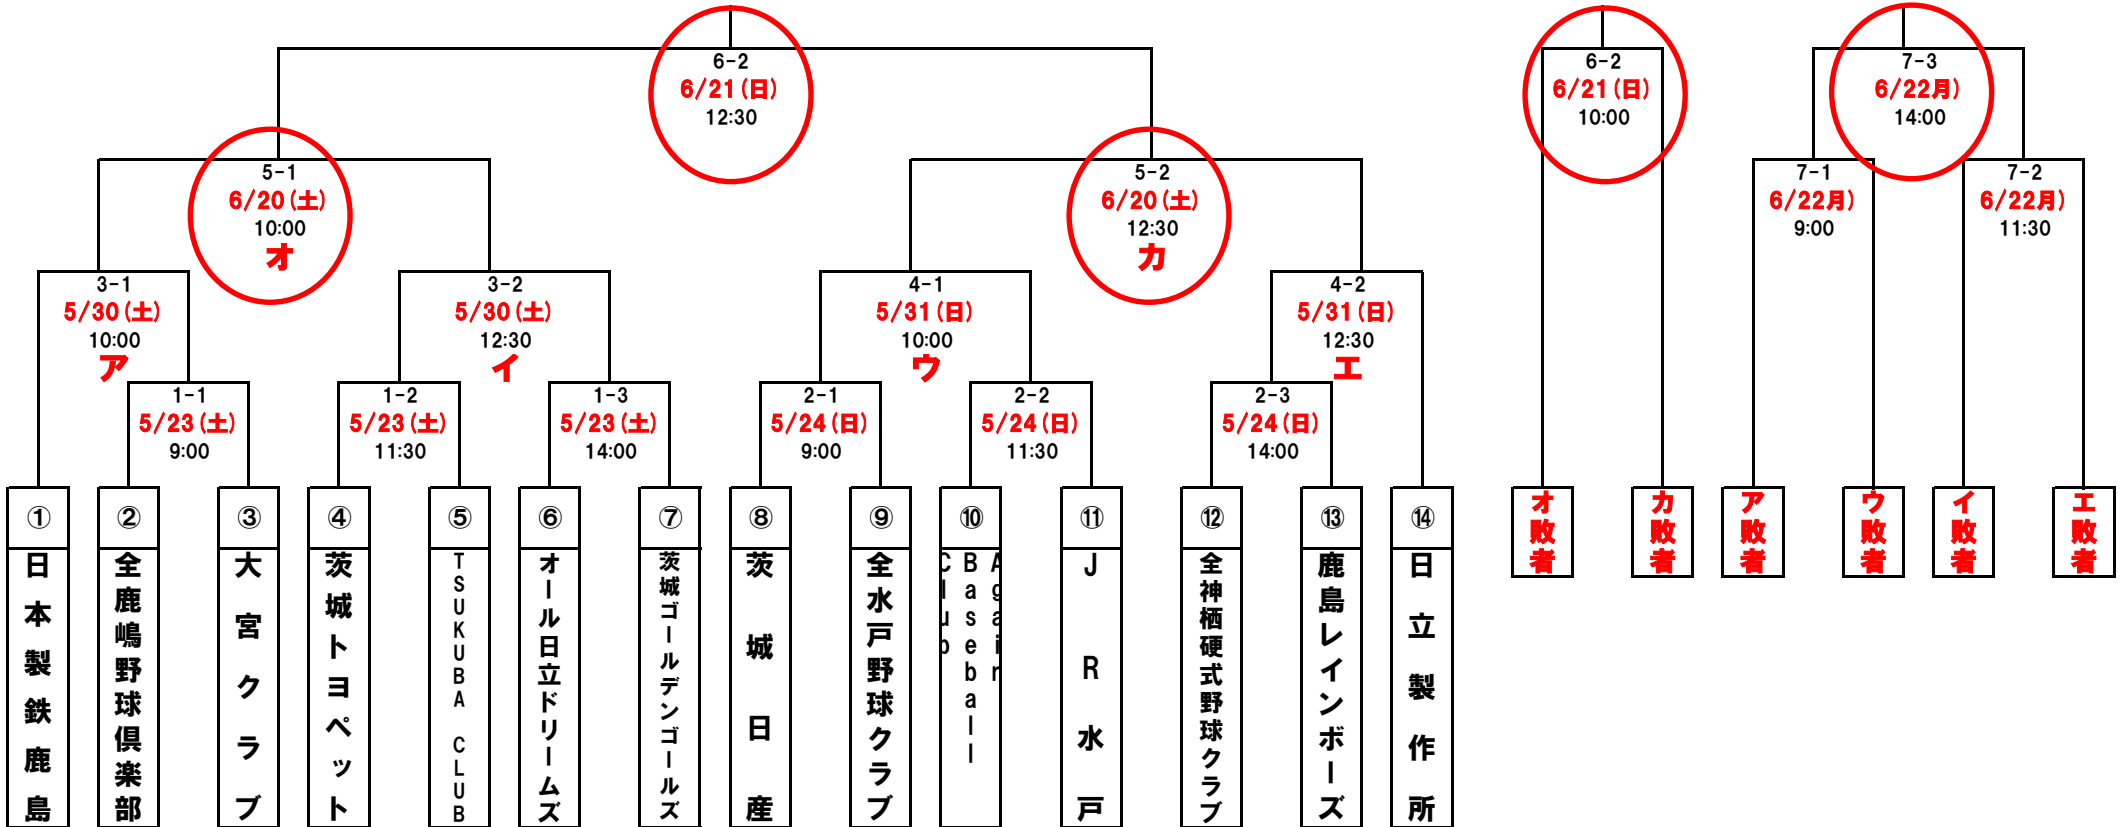 6-2
6/21(日)
12:30
6-2
6/21(日)
10:00
7-3
6/22月)
14:00
5-1
6/20(土)
10:00
オ
5-2
6/20(土)
12:30
カ
7-1
6/22月)
9:00
7-2
6/22月)
11:30
3-1
5/30(土)
10:00
ア
3-2
5/30(土)
12:30
イ
4-1
5/31(日)
10:00
ウ
4-2
5/31(日)
12:30
エ
1-1
5/23(土)
9:00
1-2
5/23(土)
11:30
1-3
5/23(土)
14:00
2-1
5/24(日)
9:00
2-2
5/24(日)
11:30
2-3
5/24(日)
14:00
①
日本製鉄鹿島
②
全鹿嶋野球倶楽部
③
大宮クラブ
④
茨城トヨペット
⑤
TSUKUBA CLUB
⑥
オール日立ドリームズ
⑦
茨城ゴールデンゴールズ
⑧
茨城日産
⑨
全水戸野球クラブ
⑩
Again
Baseball
Club
⑪
JR水戸
⑫
全神栖硬式野球クラブ
⑬
鹿島レインボーズ
⑭
日立製作所
オ敗者
カ敗者
ア敗者
ウ敗者
イ敗者
エ敗者